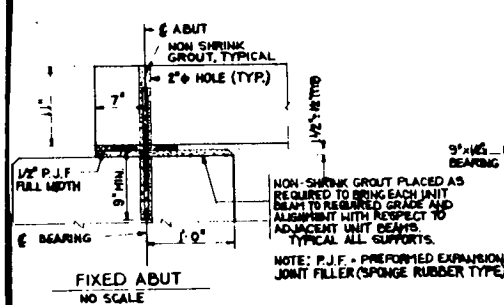 ℄ ABUT
NON SHRINK
GROUT, TYPICAL
2"φ HOLE (TYP.)
7"
11"
1/2" P.J.F.
FULL WIDTH
9" MIN.
℄ BEARING
1'-0"
9"x
BEARING
NON-SHRINK GROUT PLACED AS
REQUIRED TO BRING EACH UNIT
BEAM TO REQUIRED GRADE AND
ALIGNMENT WITH RESPECT TO
ADJACENT UNIT BEAMS.
TYPICAL ALL SUPPORTS.
NOTE: P.J.F. - PREFORMED EXPANSION
JOINT FILLER (SPONGE RUBBER TYPE)
FIXED ABUT
NO SCALE